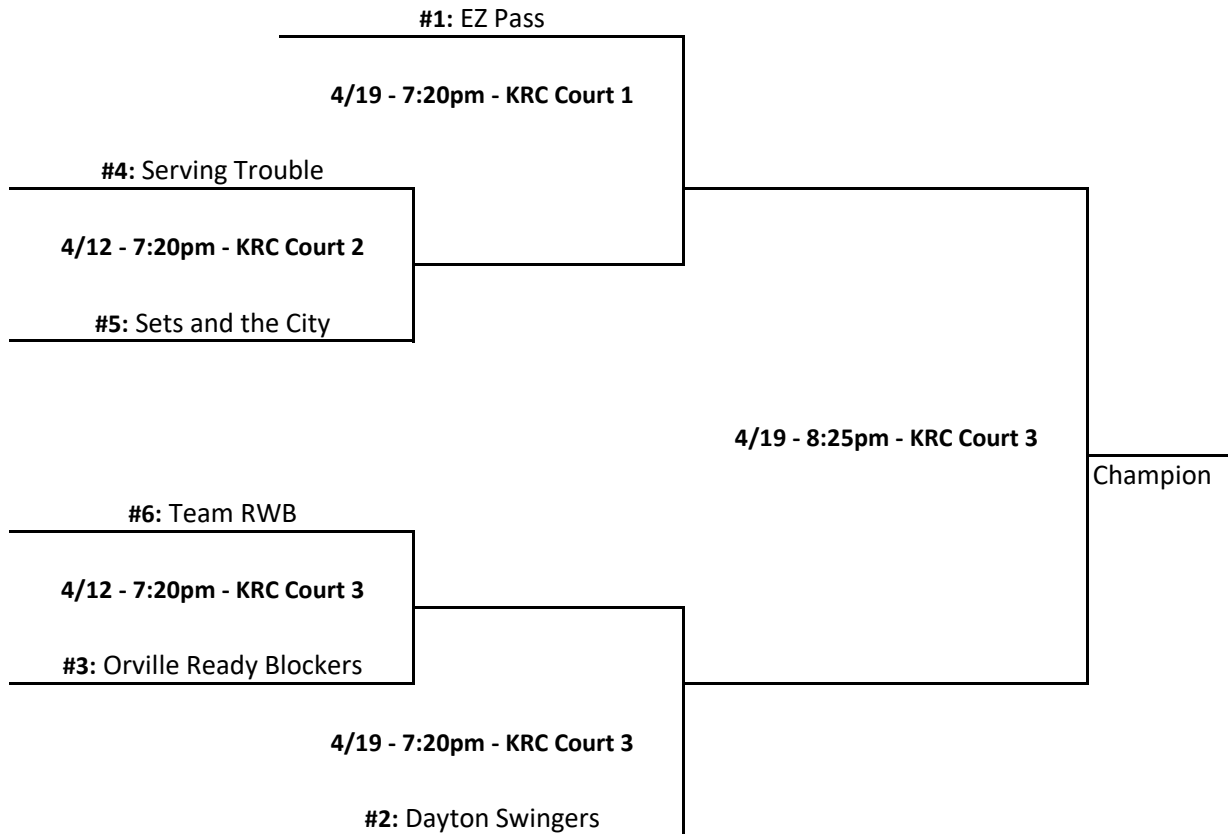 #1: EZ Pass
4/19 - 7:20pm - KRC Court 1
#4: Serving Trouble
4/12 - 7:20pm - KRC Court 2
#5: Sets and the City
4/19 - 8:25pm - KRC Court 3
Champion
#6: Team RWB
4/12 - 7:20pm - KRC Court 3
#3: Orville Ready Blockers
4/19 - 7:20pm - KRC Court 3
#2: Dayton Swingers